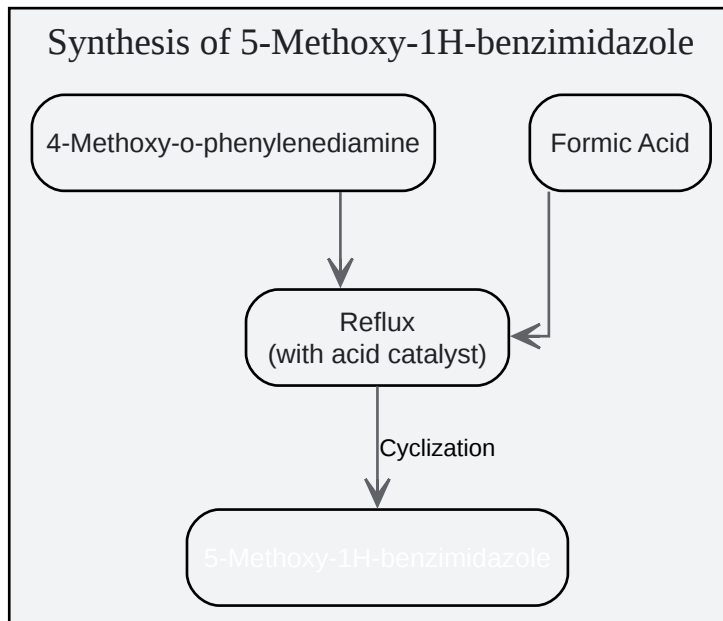 Synthesis of 5-Methoxy-1H-benzimidazole
4-Methoxy-o-phenylenediamine
Formic Acid
Reflux
(with acid catalyst)
Cyclization
5-Methoxy-1H-benzimidazole